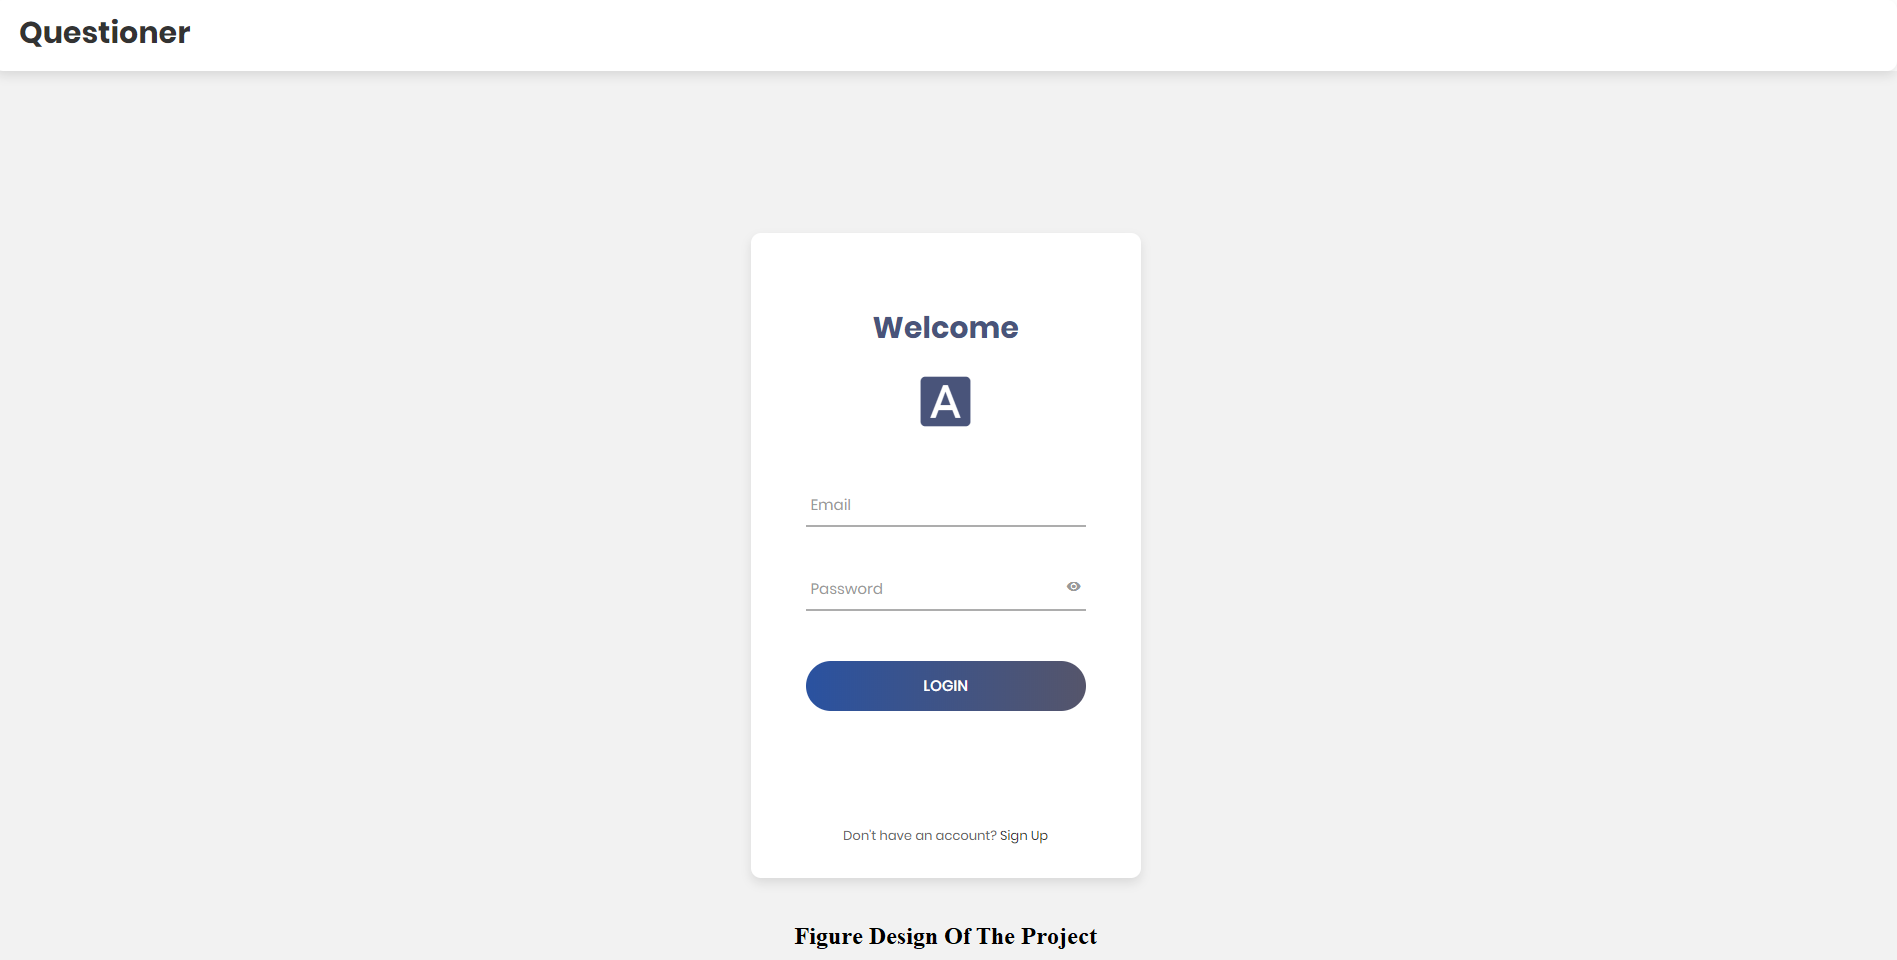 Questioner
Welcome
A
Email
Password
LOGIN
Don't have an account? Sign Up
Figure Design Of The Project